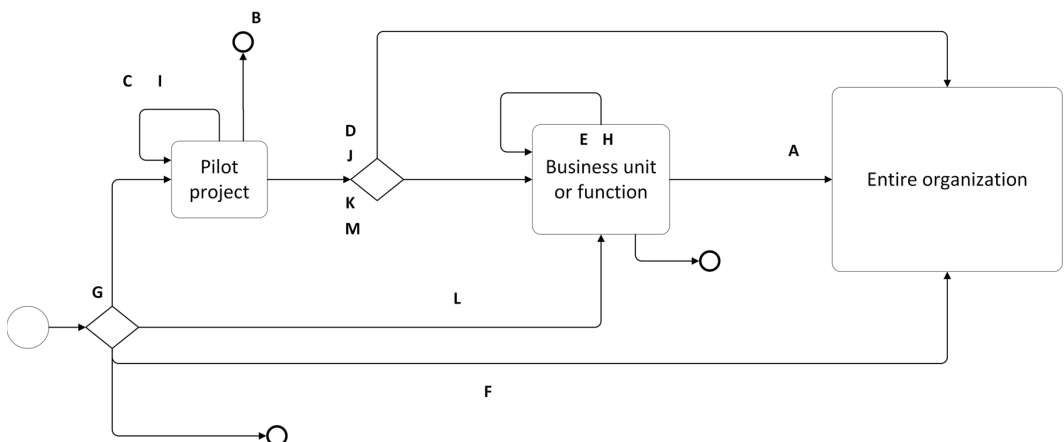 B
C I
D
J
E H
Pilot
project
Business unit
or function
A
Entire organization
K
M
G
L
F